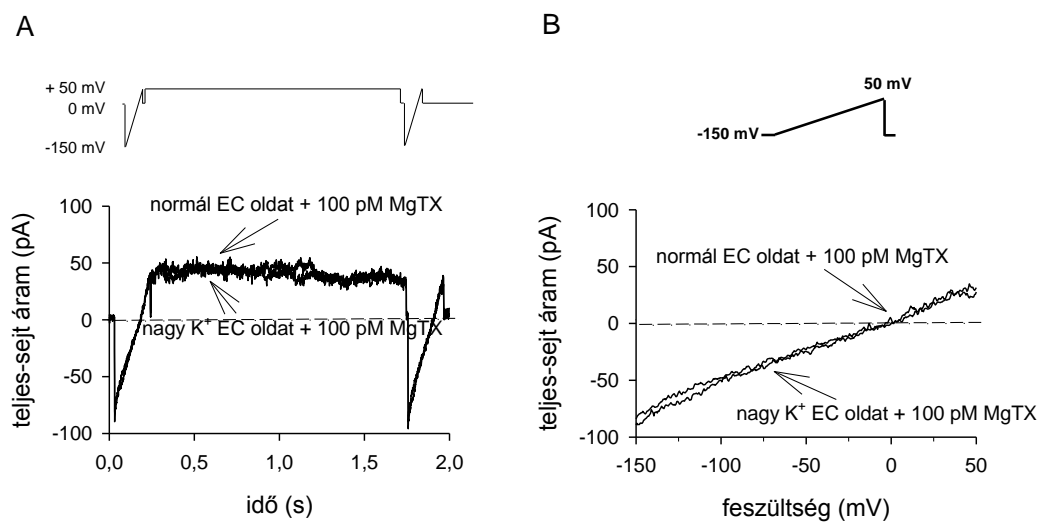 A
+ 50 mV
0 mV
-150 mV
100
50
0
-50
-100
teljes-sejt áram (pA)
normál EC oldat + 100 pM MgTX
nagy K⁺ EC oldat + 100 pM MgTX
0,0 0,5 1,0 1,5 2,0
idő (s)
B
50 mV
-150 mV
100
50
0
-50
-100
teljes-sejt áram (pA)
normál EC oldat + 100 pM MgTX
nagy K⁺ EC oldat + 100 pM MgTX
-150 -100 -50 0 50
feszültség (mV)